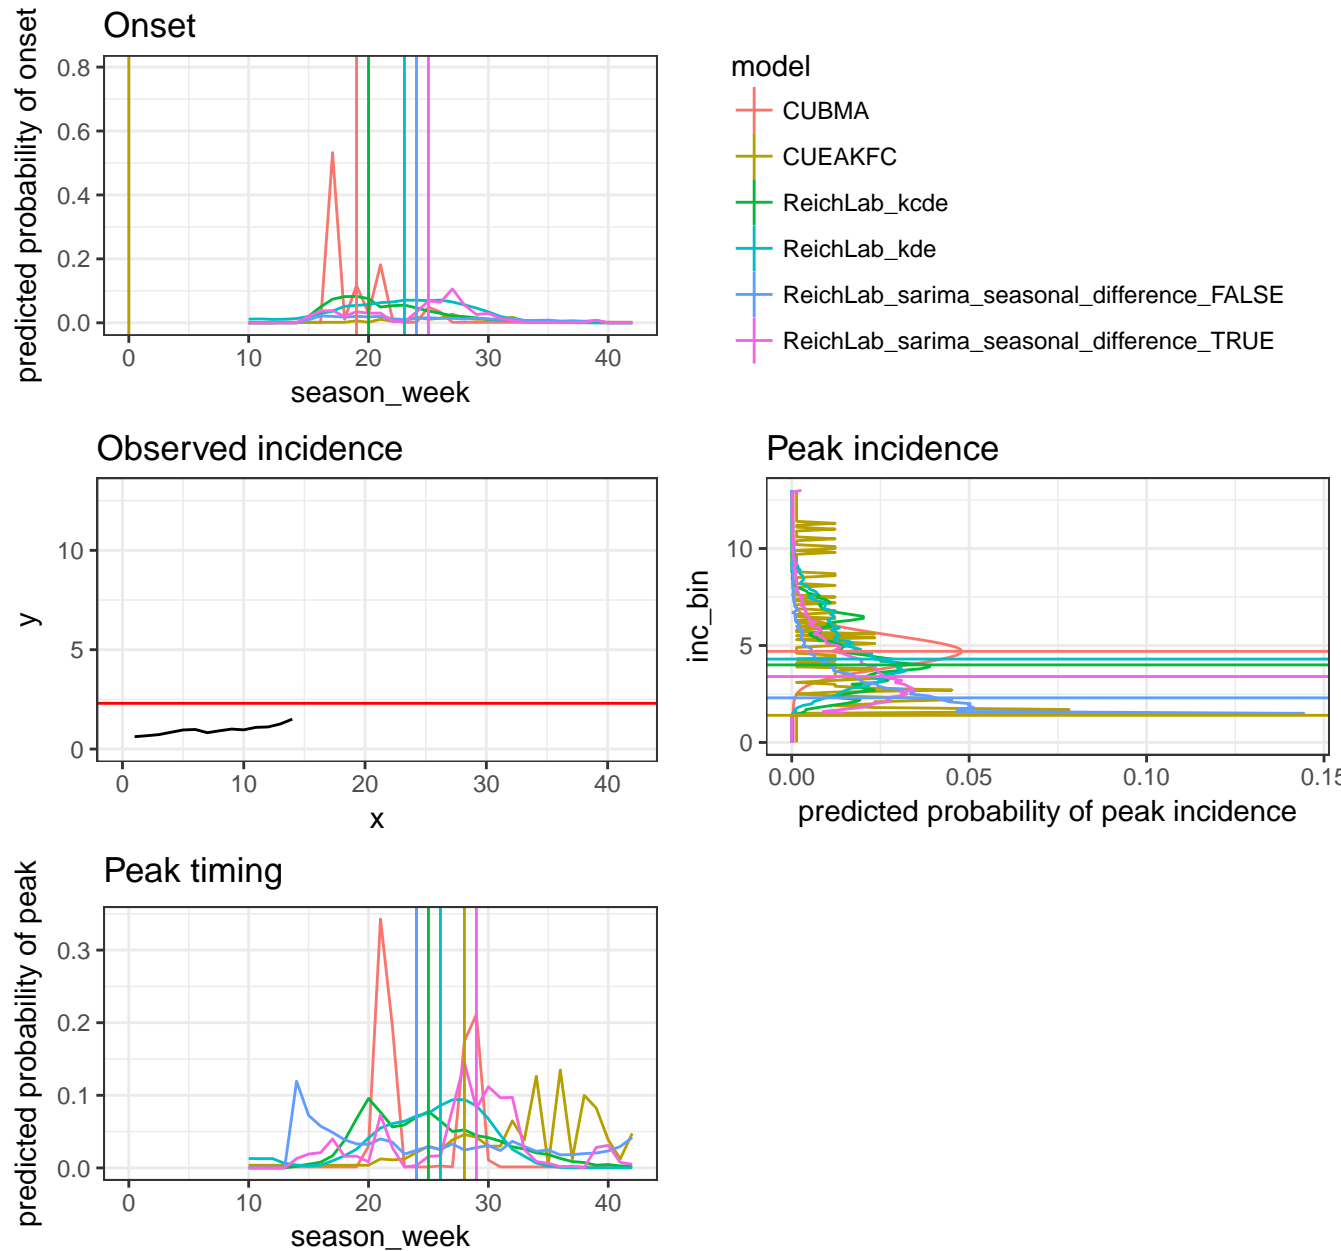 Onset
predicted probability of onset
0.8
0.6
0.4
0.2
0.0
0 10 20 30 40
season_week
model
CUBMA
CUEAKFC
ReichLab_kcde
ReichLab_kde
ReichLab_sarima_seasonal_difference_FALSE
ReichLab_sarima_seasonal_difference_TRUE
Observed incidence
y
10
5
0
0 10 20 30 40
x
Peak incidence
inc_bin
10
5
0
0.00 0.05 0.10 0.15
predicted probability of peak incidence
Peak timing
predicted probability of peak
0.3
0.2
0.1
0.0
0 10 20 30 40
season_week